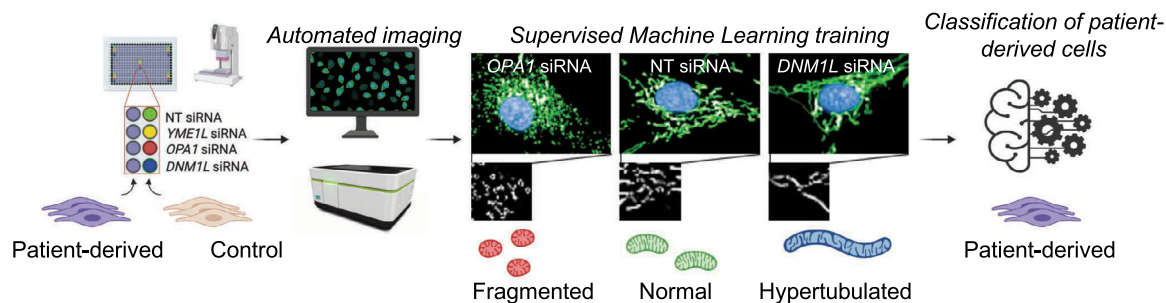 Automated imaging
Supervised Machine Learning training
Classification of patient-
derived cells
NT siRNA
YME1L siRNA
OPA1 siRNA
DNM1L siRNA
Patient-derived
Control
OPA1 siRNA
NT siRNA
DNM1L siRNA
Fragmented
Normal
Hypertubulated
Patient-derived